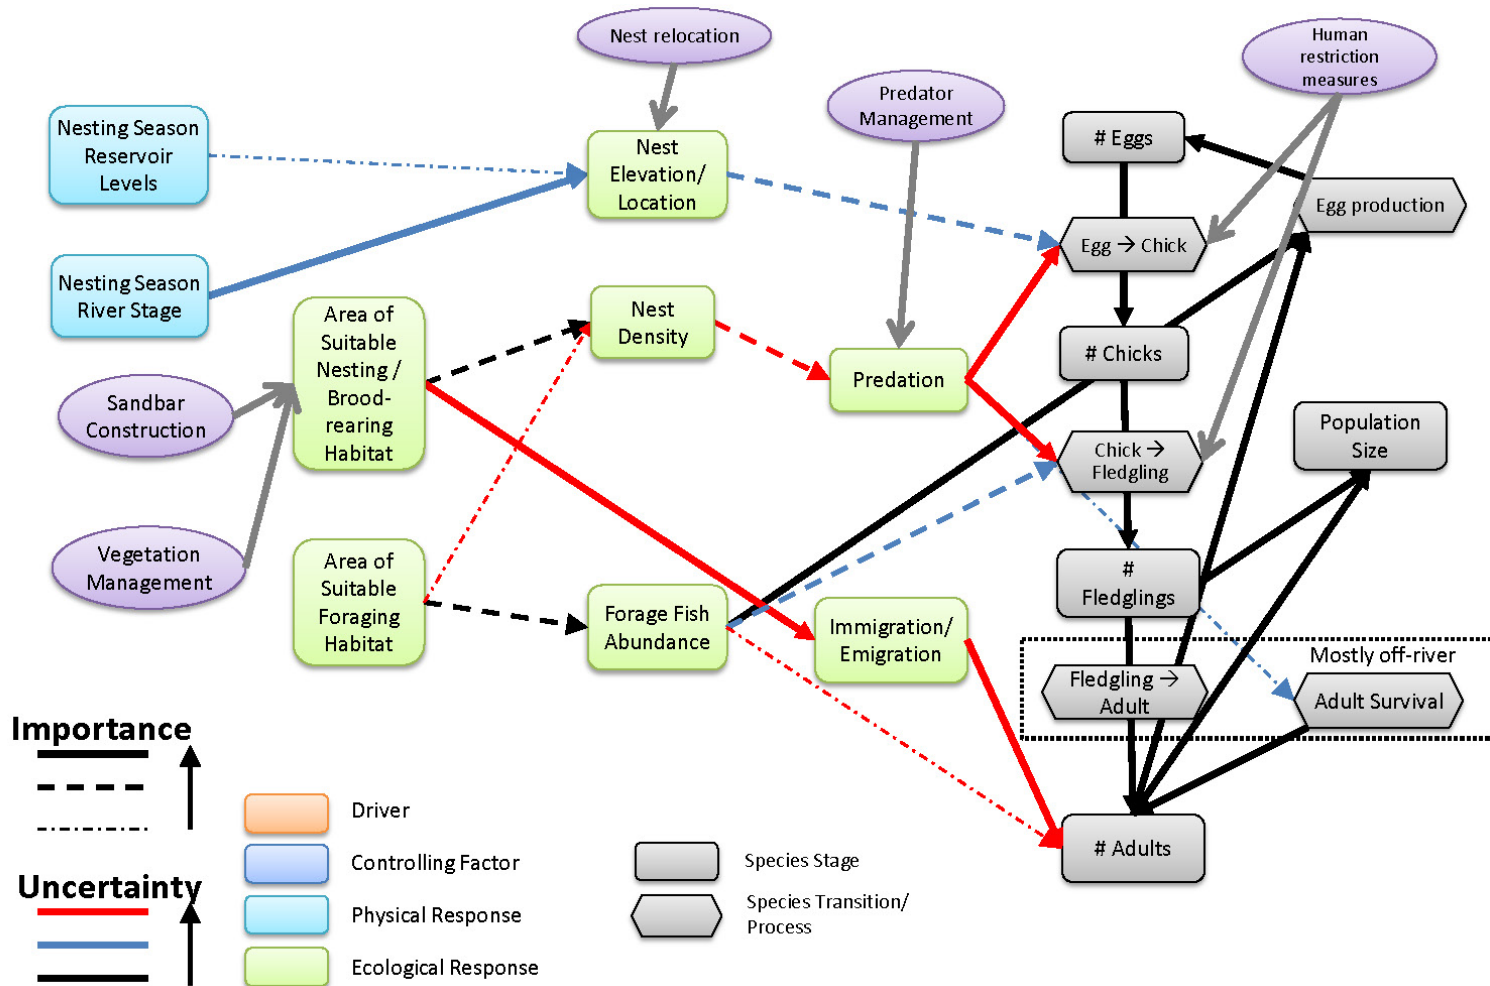 Nest relocation
Human
restriction
measures
Predator
Management
Nesting Season
Reservoir
Levels
Nest
Elevation/
Location
# Eggs
Egg production
Egg → Chick
Nesting Season
River Stage
Area of
Suitable
Nesting /
Brood-
rearing
Habitat
Nest
Density
Predation
# Chicks
Sandbar
Construction
Population
Size
Chick →
Fledgling
Vegetation
Management
Area of
Suitable
Foraging
Habitat
Forage Fish
Abundance
Immigration/
Emigration
#
Fledglings
Mostly off-river
Fledgling →
Adult
Adult Survival
# Adults
Importance
Uncertainty
Driver
Controlling Factor
Physical Response
Ecological Response
Species Stage
Species Transition/
Process